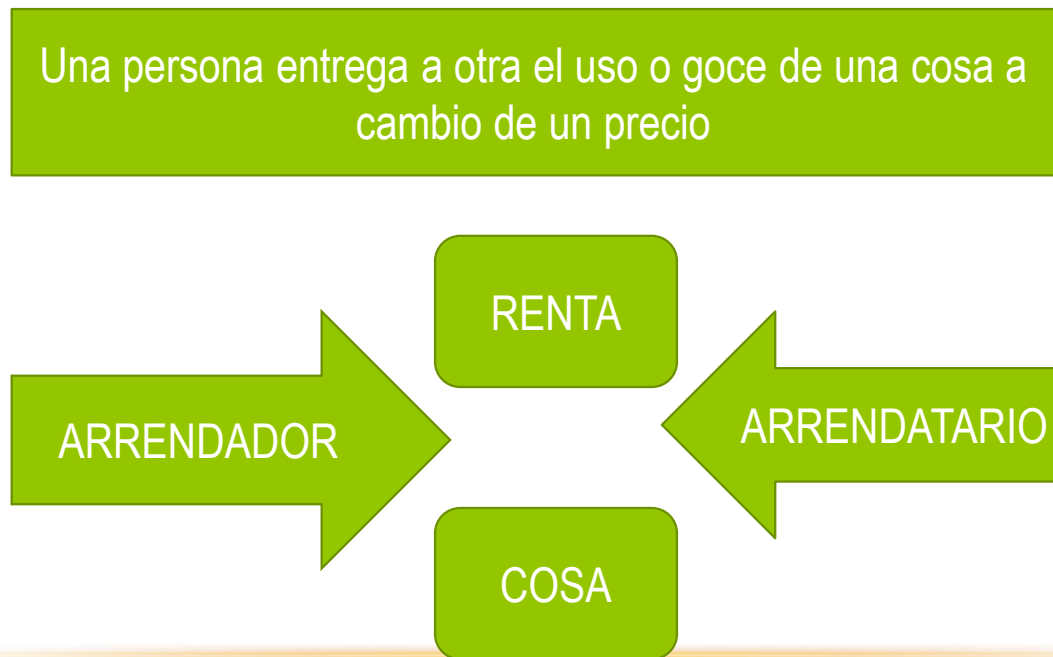 Una persona entrega a otra el uso o goce de una cosa a
cambio de un precio
RENTA
ARRENDADOR
ARRENDATARIO
COSA